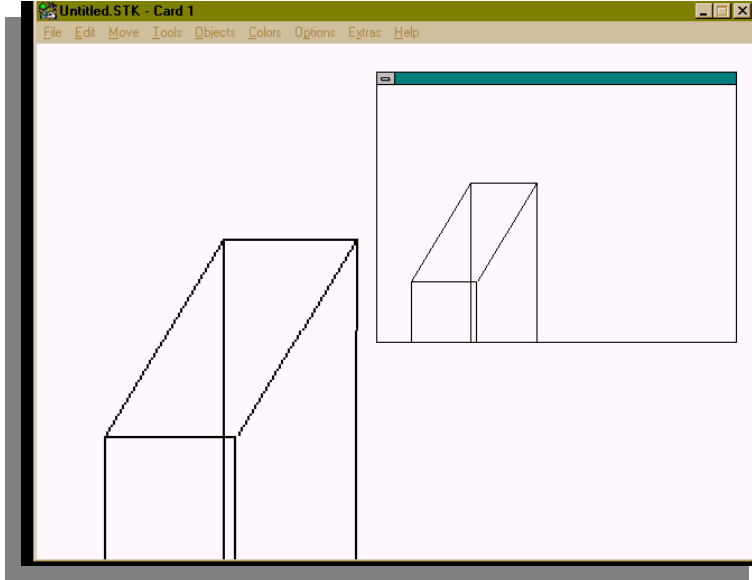 Untitled.STK - Card 1
File Edit Move Tools Objects Colors Options Extras Help